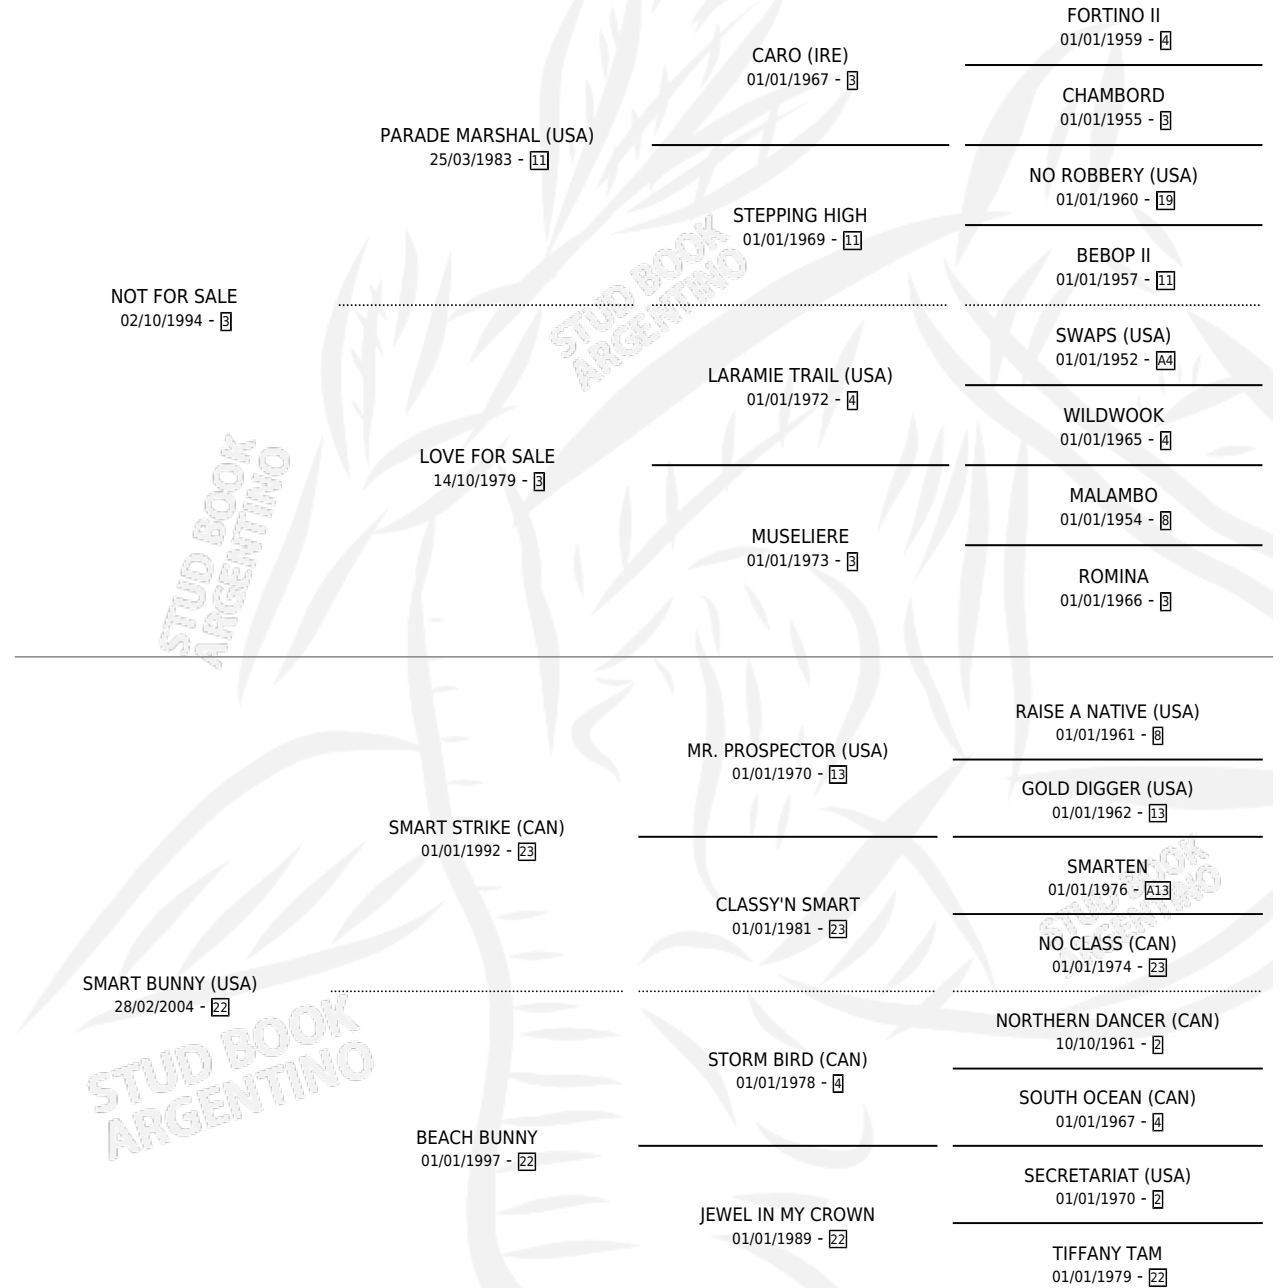 FORTINO II
01/01/1959 - 4
CARO (IRE)
01/01/1967 - 3
CHAMBORD
01/01/1955 - 3
PARADE MARSHAL (USA)
25/03/1983 - 11
NO ROBBERY (USA)
01/01/1960 - 19
STEPPING HIGH
01/01/1969 - 11
BEBOP II
01/01/1957 - 11
NOT FOR SALE
02/10/1994 - 3
SWAPS (USA)
01/01/1952 - A4
LARAMIE TRAIL (USA)
01/01/1972 - 4
WILDWOOK
01/01/1965 - 4
LOVE FOR SALE
14/10/1979 - 3
MALAMBO
01/01/1954 - 8
MUSELIERE
01/01/1973 - 3
ROMINA
01/01/1966 - 3
STUD BOOK
ARGENTINO
STUD BOOK
ARGENTINO
RAISE A NATIVE (USA)
01/01/1961 - 8
MR. PROSPECTOR (USA)
01/01/1970 - 13
GOLD DIGGER (USA)
01/01/1962 - 13
SMART STRIKE (CAN)
01/01/1992 - 23
SMARTEN
01/01/1976 - A13
CLASSY'N SMART
01/01/1981 - 23
NO CLASS (CAN)
01/01/1974 - 23
SMART BUNNY (USA)
28/02/2004 - 22
NORTHERN DANCER (CAN)
10/10/1961 - 2
STORM BIRD (CAN)
01/01/1978 - 4
SOUTH OCEAN (CAN)
01/01/1967 - 4
BEACH BUNNY
01/01/1997 - 22
SECRETARIAT (USA)
01/01/1970 - 2
JEWEL IN MY CROWN
01/01/1989 - 22
TIFFANY TAM
01/01/1979 - 22
STUD BOOK
ARGENTINO
STUD BOOK
ARGENTINO